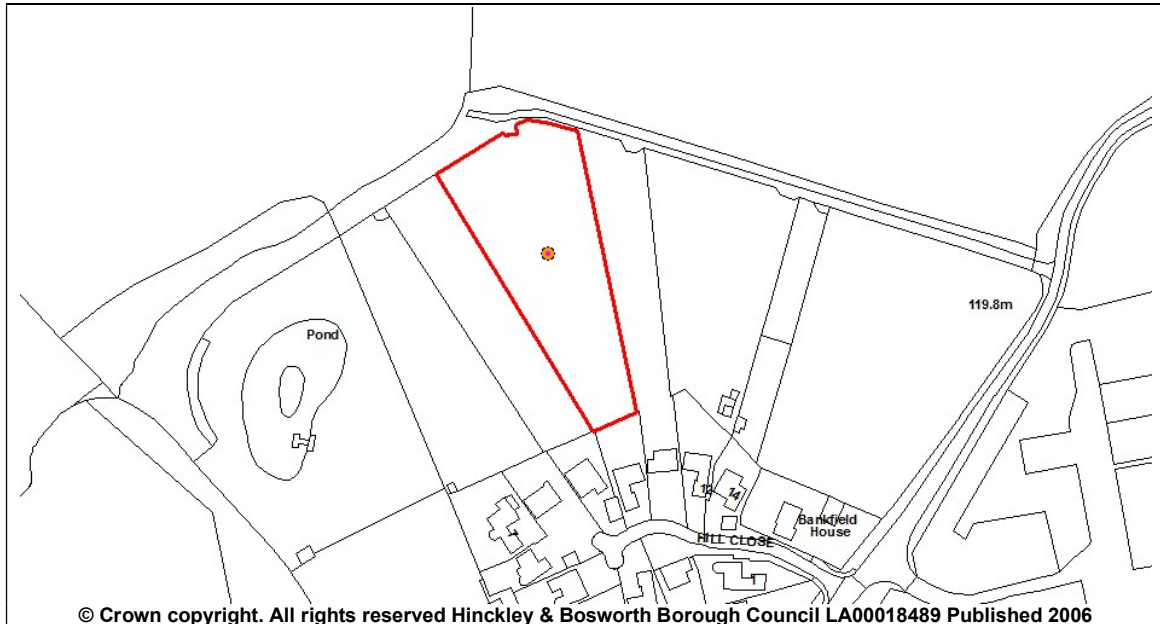 119.8m
Pond
12
14
Bankfield
House
HILL CLOSE
1
© Crown copyright. All rights reserved Hinckley & Bosworth Borough Council LA00018489 Published 2006